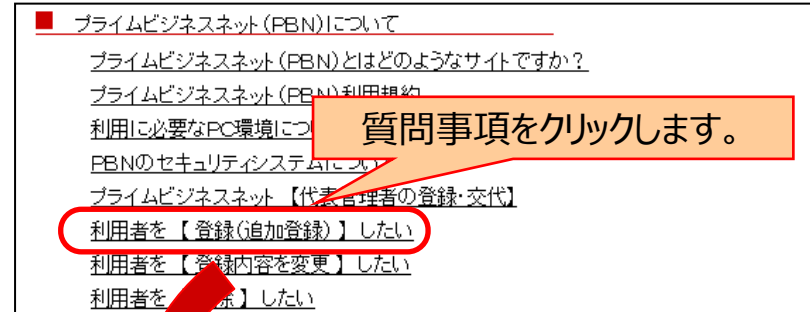 プライムビジネスネット(PBN)について
プライムビジネスネット(PBN)とはどのようなサイトですか?
プライムビジネスネット(PBN)利用規約
利用に必要なPC環境につ
質問事項をクリックします。
PBNのセキュリティシステムについ
プライムビジネスネット【代表管理者の登録・交代】
利用者を【 登録(追加登録) 】したい
利用者を【 登録内容を変更 】したい
利用者を 除 】したい